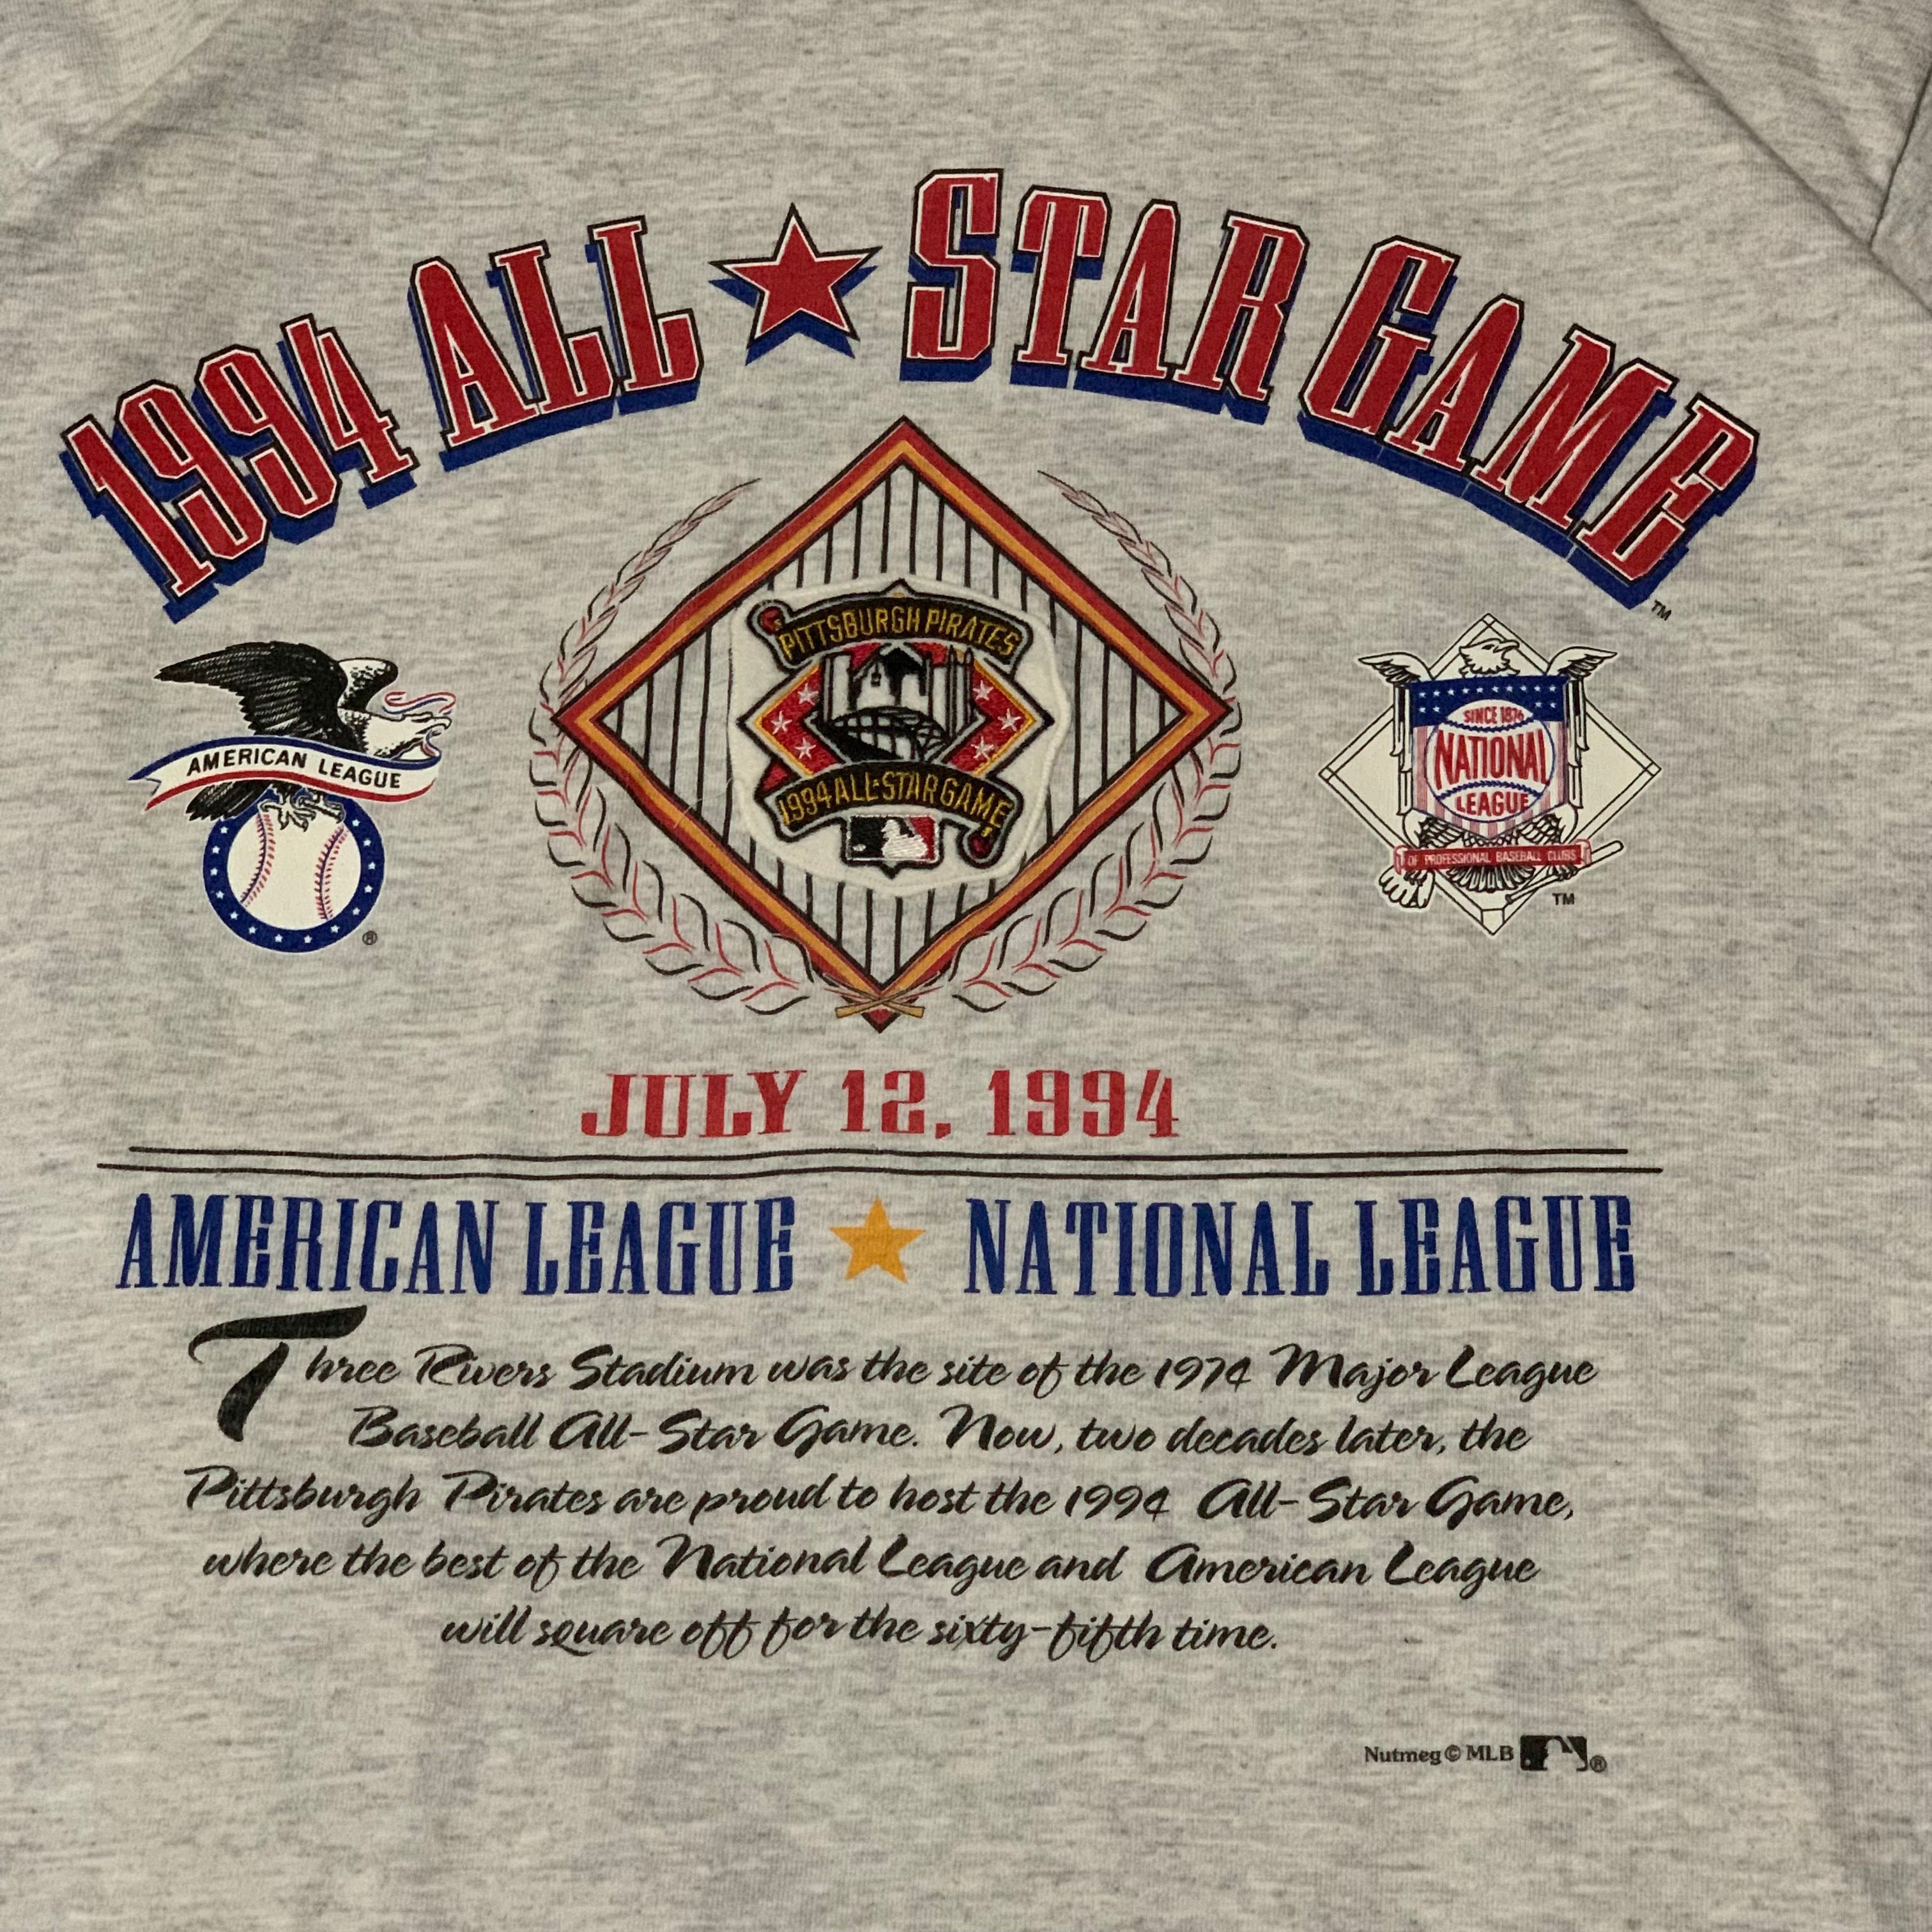 1994 ALL ★ STAR GAME
TM
PITTSBURGH PIRATES
1994 ALL-STAR GAME
AMERICAN LEAGUE
®
SINCE 1876
NATIONAL
LEAGUE
OF PROFESSIONAL BASEBALL CLUBS
TM
JULY 12, 1994
AMERICAN LEAGUE ★ NATIONAL LEAGUE
Three Rivers Stadium was the site of the 1974 Major League
Baseball All-Star Game. Now, two decades later, the
Pittsburgh Pirates are proud to host the 1994 All-Star Game,
where the best of the National League and American League
will square off for the sixty-fifth time.
Nutmeg © MLB ®